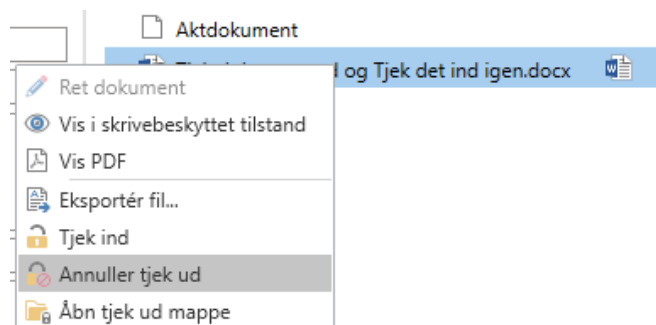 Aktdokument
og Tjek det ind igen.docx
Ret dokument
Vis i skrivebeskyttet tilstand
Vis PDF
Eksportér fil...
Tjek ind
Annuller tjek ud
Åbn tjek ud mappe